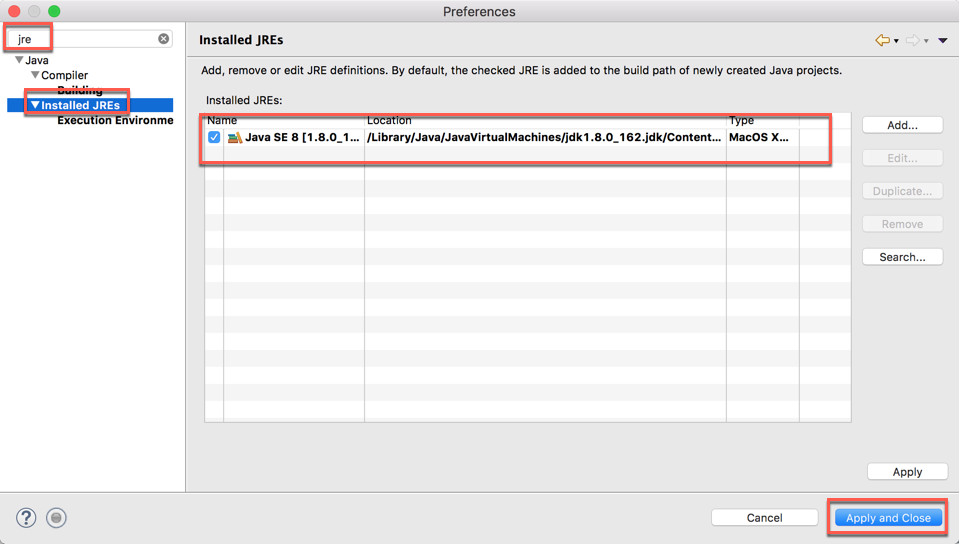 Preferences
jre
Installed JREs
Java
Compiler
Building
Installed JREs
Execution Environme
Add, remove or edit JRE definitions. By default, the checked JRE is added to the build path of newly created Java projects.
Installed JREs:
Name Location Type
Java SE 8 [1.8.0_1... /Library/Java/JavaVirtualMachines/jdk1.8.0_162.jdk/Content... MacOS X...
Add...
Edit...
Duplicate...
Remove
Search...
Apply
? Cancel Apply and Close